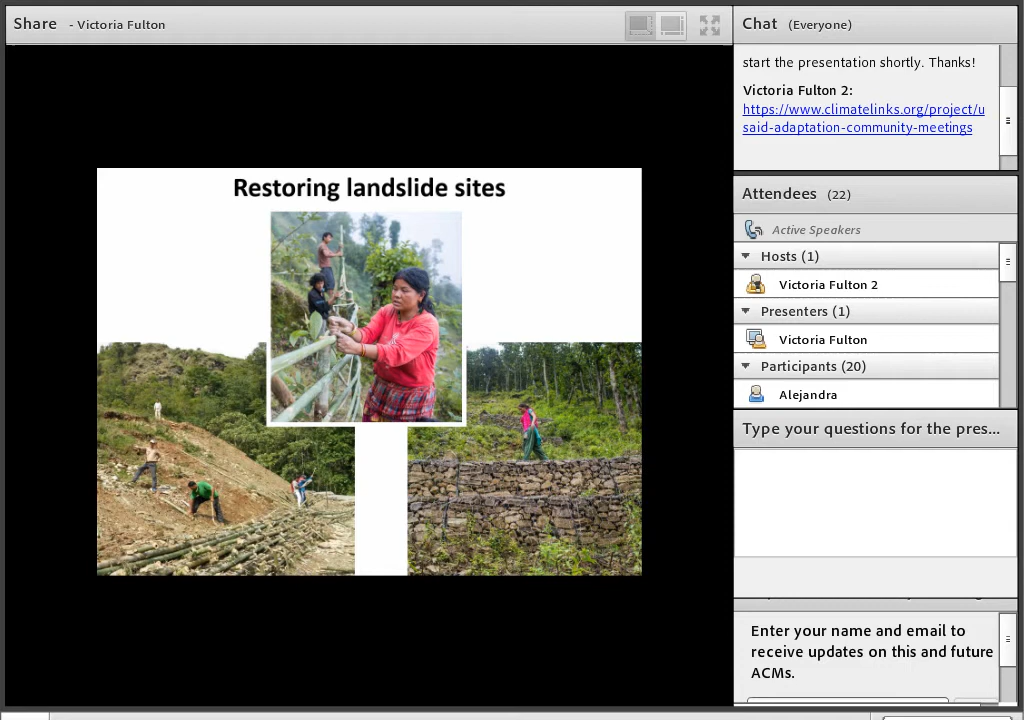 Share - Victoria Fulton
Restoring landslide sites
Chat (Everyone)
start the presentation shortly. Thanks!
Victoria Fulton 2:
https://www.climatelinks.org/project/u
said-adaptation-community-meetings
Attendees (22)
Active Speakers
Hosts (1)
Victoria Fulton 2
Presenters (1)
Victoria Fulton
Participants (20)
Alejandra
Type your questions for the pres...
Enter your name and email to
receive updates on this and future
ACMs.